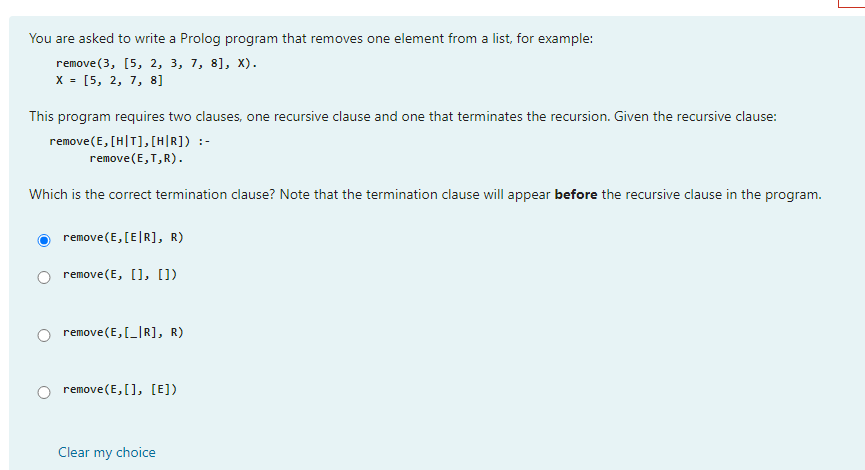 You are asked to write a Prolog program that removes one element from a list, for example:
remove(3, [5, 2, 3, 7, 8], X).
X = [5, 2, 7, 8]
This program requires two clauses, one recursive clause and one that terminates the recursion. Given the recursive clause:
remove(E,[H|T],[H|R]) :-
remove(E,T,R).
Which is the correct termination clause? Note that the termination clause will appear before the recursive clause in the program.
remove(E,[E|R], R)
remove(E, [], [])
remove(E,[_|R], R)
remove(E,[], [E])
Clear my choice